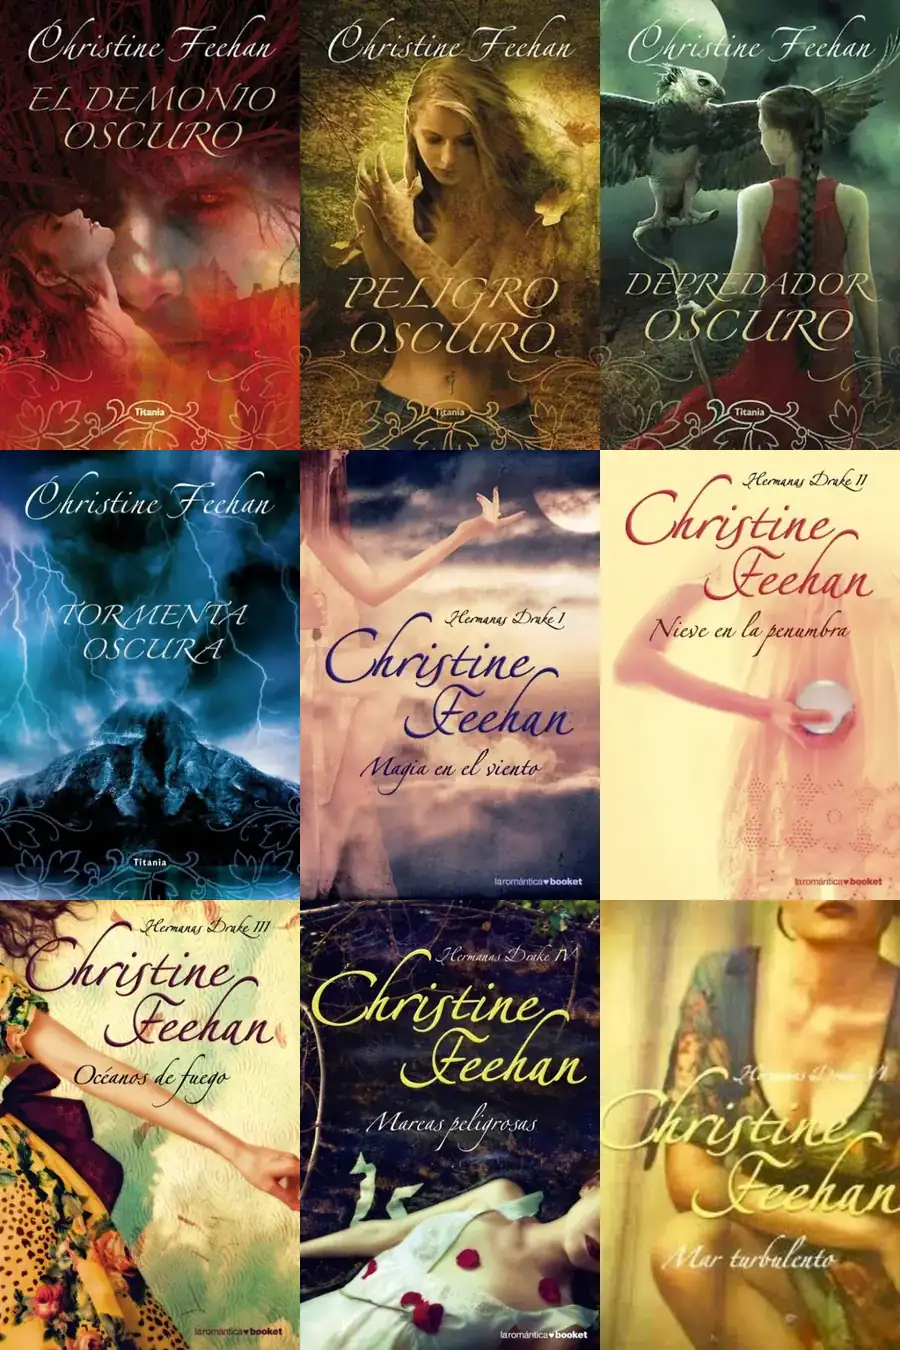 Christine Feehan
EL DEMONIO
OSCURO
Titania
Christine Feehan
PELIGRO
OSCURO
Titania
Christine Feehan
DEPREDADOR
OSCURO
Titania
Christine Feehan
TORMENTA
OSCURA
Titania
Hermanas Drake I
Christine
Feehan
Magia en el viento
laromántica♥booket
Hermanas Drake II
Christine
Feehan
Nieve en la penumbra
laromántica♥booket
Hermanas Drake III
Christine
Feehan
Océanos de fuego
laromántica♥booket
Hermanas Drake IV
Christine
Feehan
Mareas peligrosas
laromántica♥booket
Hermanas Drake VI
Christine
Feehan
Mar turbulento